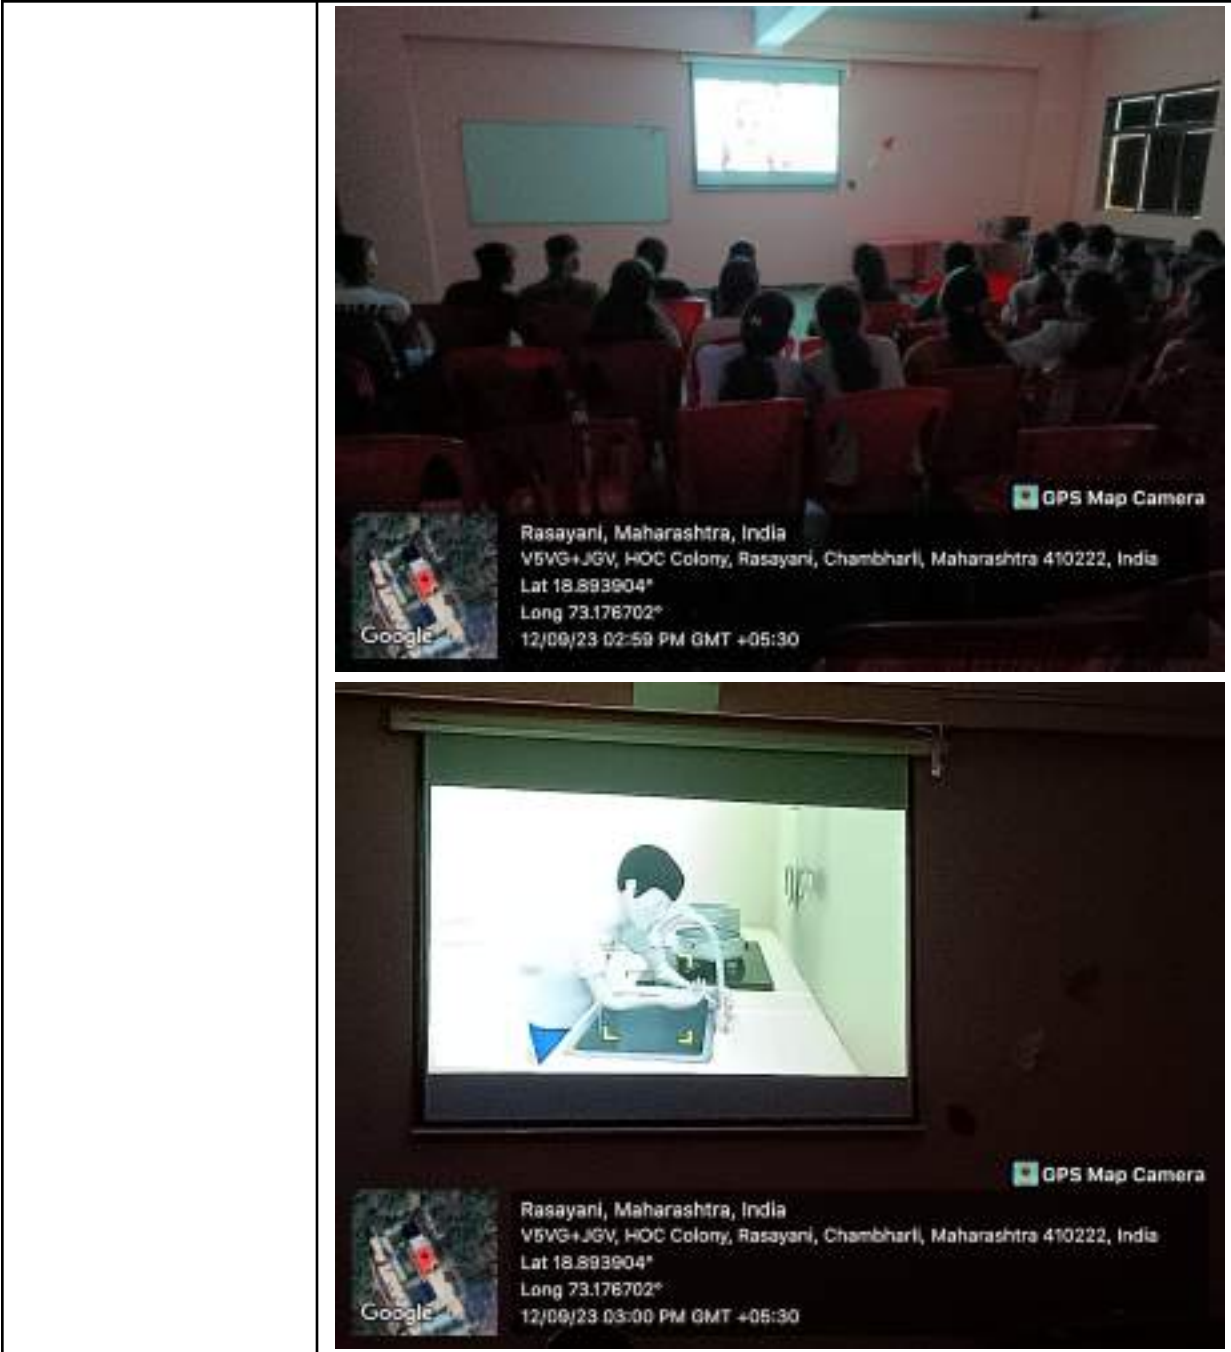 GPS Map Camera
Rasayani, Maharashtra, India
V5VG+JGV, HOC Colony, Rasayani, Chambharli, Maharashtra 410222, India
Lat 18.893904°
Long 73.176702°
12/09/23 02:59 PM GMT +05:30
Google
GPS Map Camera
Rasayani, Maharashtra, India
V5VG+JGV, HOC Colony, Rasayani, Chambharli, Maharashtra 410222, India
Lat 18.893904°
Long 73.176702°
12/09/23 03:00 PM GMT +05:30
Google